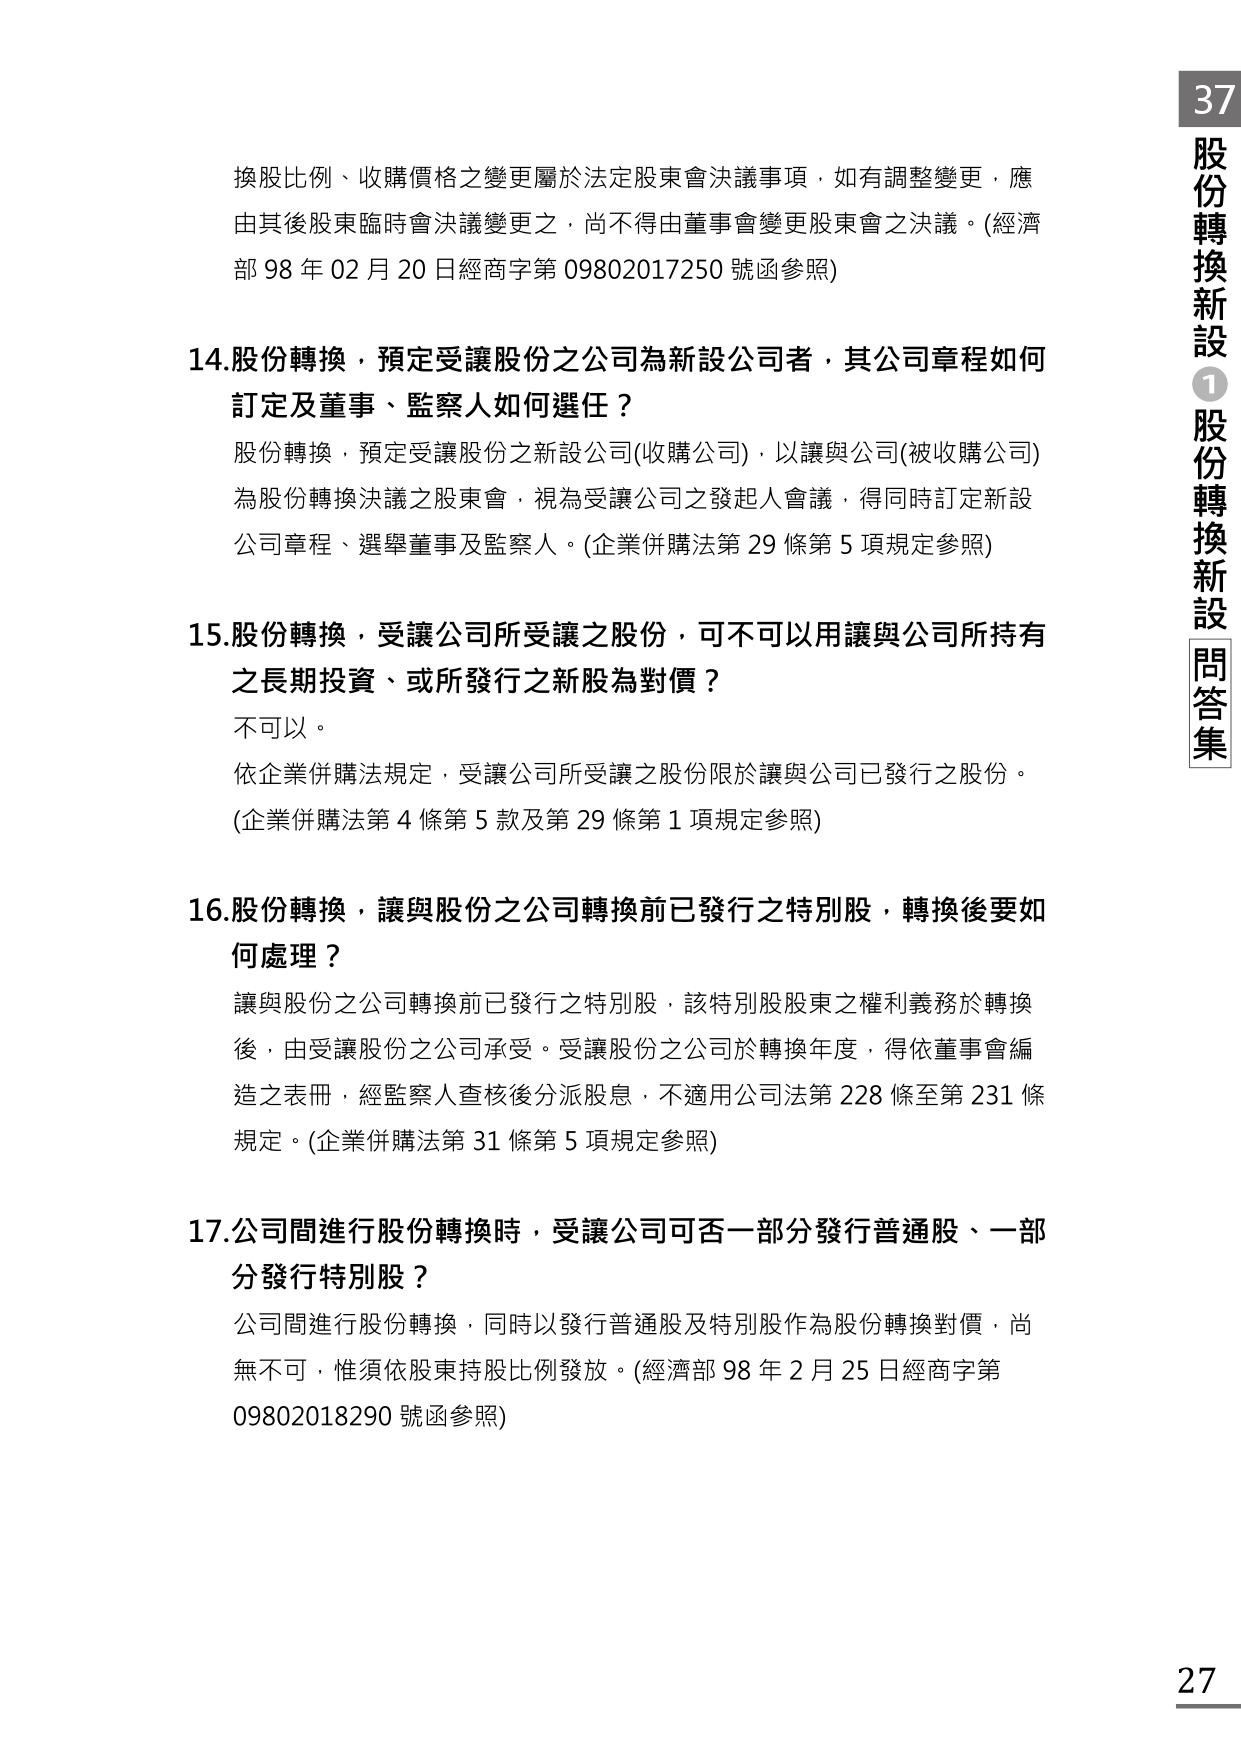 換股比例、收購價格之變更屬於法定股東會決議事項，如有調整變更，應
由其後股東臨時會決議變更之，尚不得由董事會變更股東會之決議。(經濟
部 98 年 02 月 20 日經商字第 09802017250 號函參照)
14.股份轉換，預定受讓股份之公司為新設公司者，其公司章程如何
訂定及董事、監察人如何選任？
股份轉換，預定受讓股份之新設公司(收購公司)，以讓與公司(被收購公司)
為股份轉換決議之股東會，視為受讓公司之發起人會議，得同時訂定新設
公司章程、選舉董事及監察人。(企業併購法第 29 條第 5 項規定參照)
15.股份轉換，受讓公司所受讓之股份，可不可以用讓與公司所持有
之長期投資、或所發行之新股為對價？
不可以。
依企業併購法規定，受讓公司所受讓之股份限於讓與公司已發行之股份。
(企業併購法第 4 條第 5 款及第 29 條第 1 項規定參照)
16.股份轉換，讓與股份之公司轉換前已發行之特別股，轉換後要如
何處理？
讓與股份之公司轉換前已發行之特別股，該特別股股東之權利義務於轉換
後，由受讓股份之公司承受。受讓股份之公司於轉換年度，得依董事會編
造之表冊，經監察人查核後分派股息，不適用公司法第 228 條至第 231 條
規定。(企業併購法第 31 條第 5 項規定參照)
17.公司間進行股份轉換時，受讓公司可否一部分發行普通股、一部
分發行特別股？
公司間進行股份轉換，同時以發行普通股及特別股作為股份轉換對價，尚
無不可，惟須依股東持股比例發放。(經濟部 98 年 2 月 25 日經商字第
09802018290 號函參照)
37
股份轉換新設❶股份轉換新設問答集
27